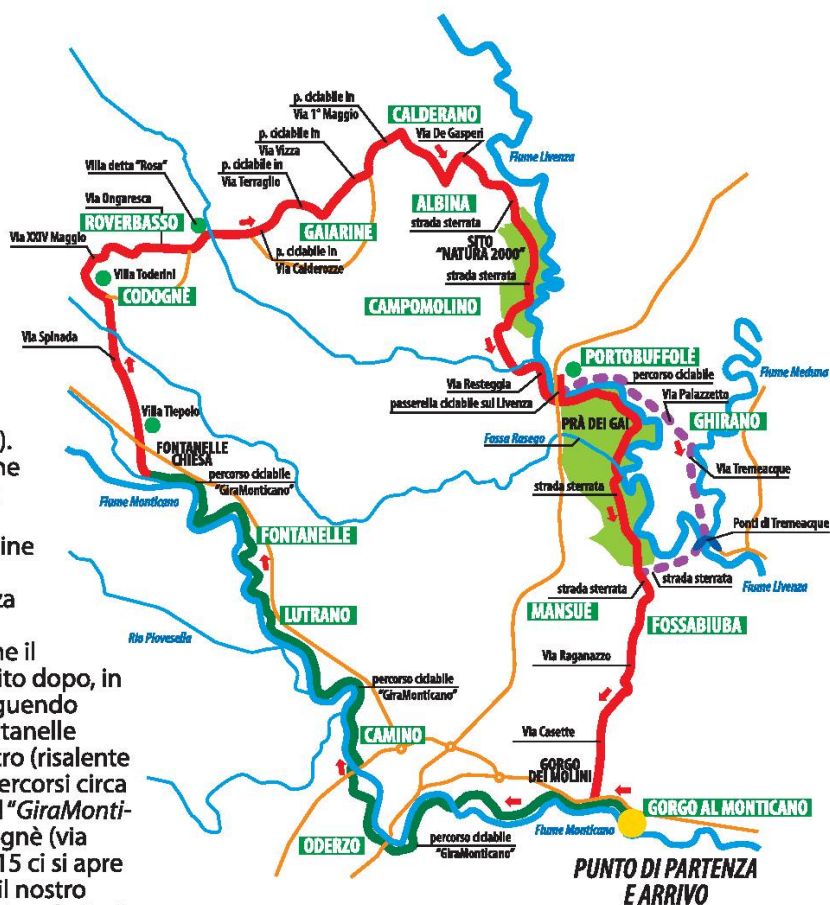 p. ciclabile in
Via 1° Maggio
CALDERANO
Via De Gasperi
p. ciclabile in
Via Vizza
Fiume Livenza
Villa detta "Rosa"
p. ciclabile in
Via Terraglio
ALBINA
Via Ongaresca
strada sterrata
ROVERBASSO
GAIARINE
SITO
"NATURA 2000"
Via XXIV Maggio
p. ciclabile in
Via Calderozze
strada sterrata
Villa Toderini
CODOGNÈ
CAMPOMOLINO
Via Spinada
PORTOBUFFOLÈ
Fiume Meduna
Via Resteggia
percorso ciclabile
passerella ciclabile sul Livenza
Via Palazzetto
Villa Tiepolo
PRÀ DEI GAI
GHIRANO
).
Fossa Rasego
FONTANELLE
CHIESA
Via Tremeacque
ne
percorso ciclabile
"GiraMonticano"
strada sterrata
Fiume Monticano
Ponti di Tremeacque
ine
FONTANELLE
strada sterrata
strada sterrata
Fiume Livenza
za
LUTRANO
MANSUÈ
FOSSABIUBA
Rio Piovesella
ne il
Via Raganazzo
ito dopo, in
percorso ciclabile
"GiraMonticano"
guendo
tanelle
CAMINO
Via Casette
tro (risalente
GORGO
DEI MOLINI
ercorsi circa
l "GiraMonti-
GORGO AL MONTICANO
gnè (via
ODERZO
percorso ciclabile
"GiraMonticano"
Fiume Monticano
15 ci si apre
PUNTO DI PARTENZA
E ARRIVO
il nostro